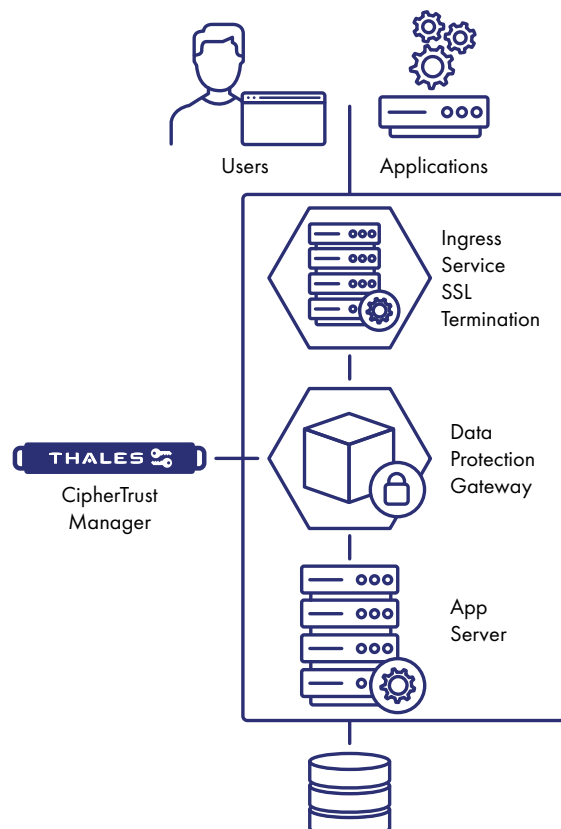 Users
Applications
Ingress
Service
SSL
Termination
THALES
CipherTrust
Manager
Data
Protection
Gateway
App
Server